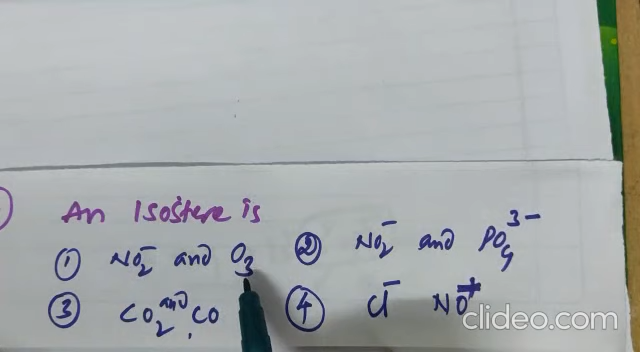 An Isostere is
① NO₂⁻ and O₃ ② NO₂⁻ and PO₄³⁻
③ CO₂ and CO ④ Cl⁻ NO⁺
clideo.com